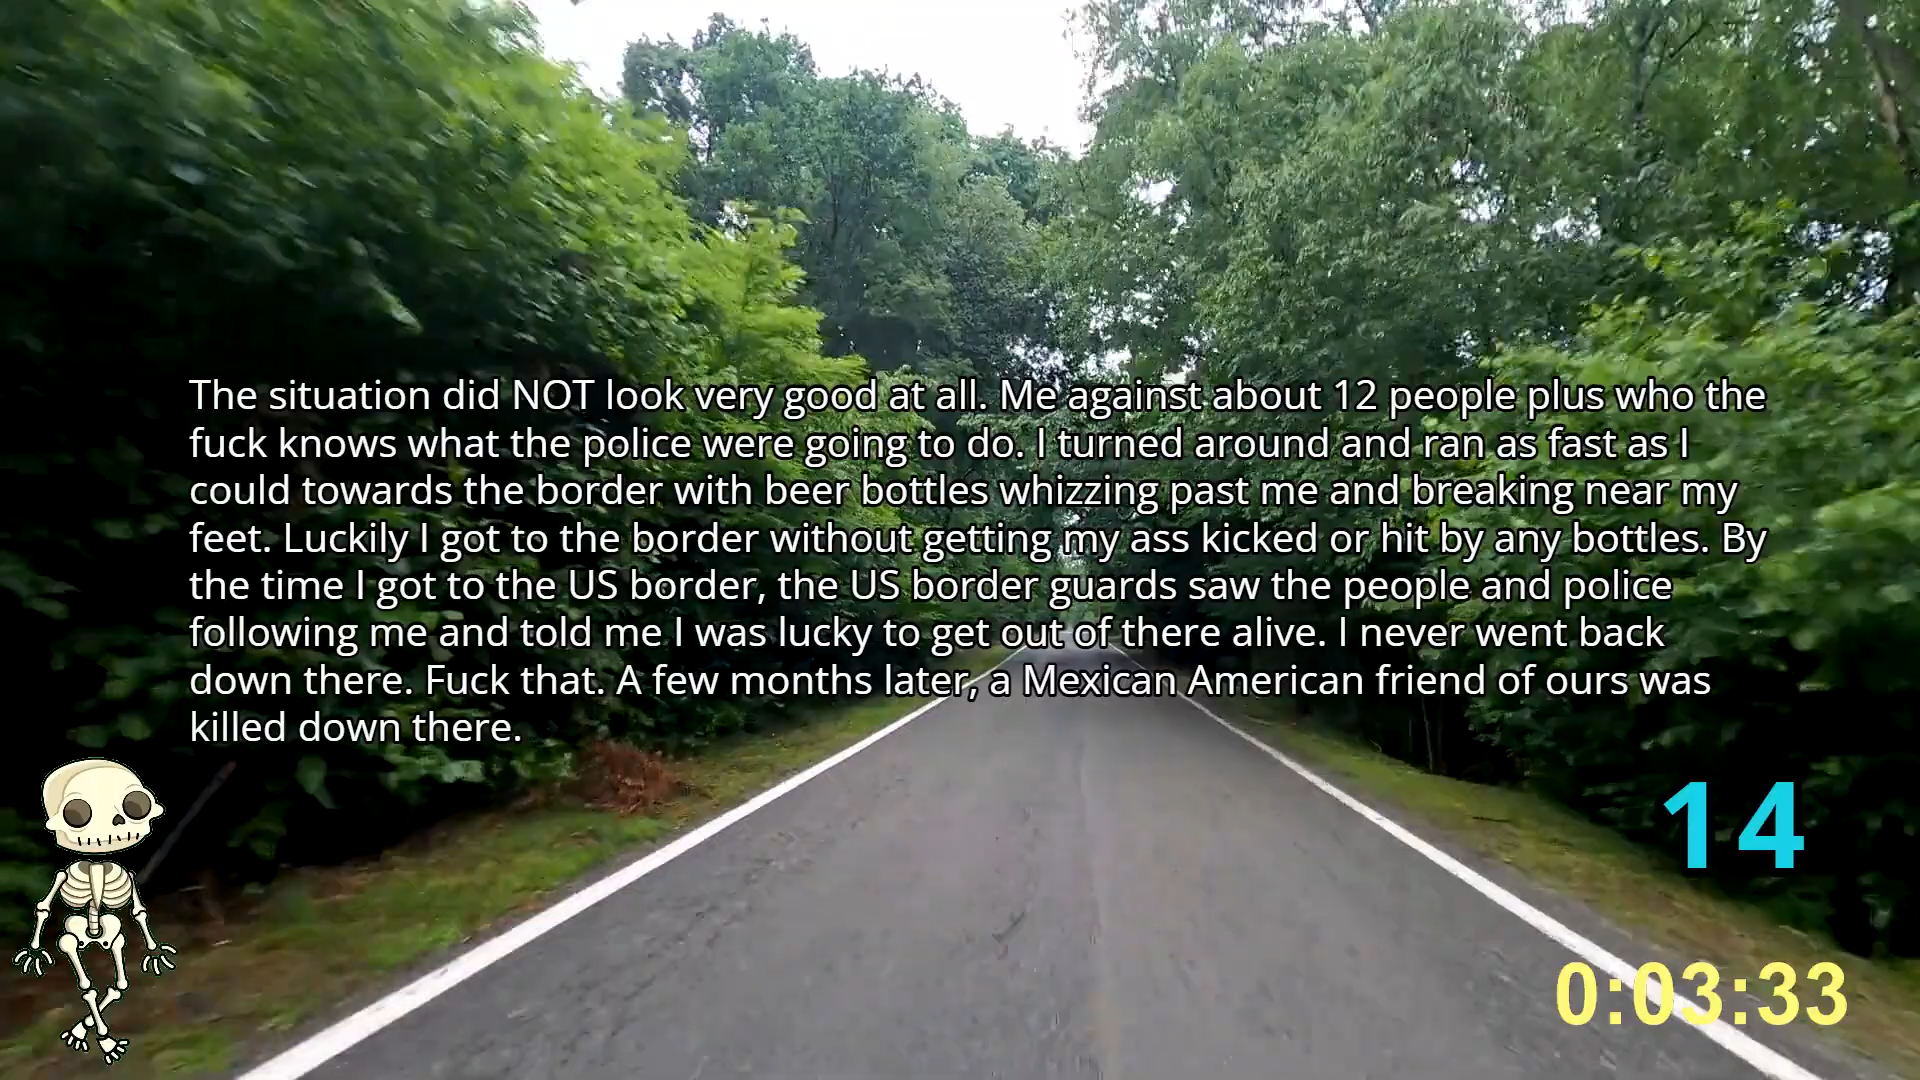 The situation did NOT look very good at all. Me against about 12 people plus who the
fuck knows what the police were going to do. I turned around and ran as fast as I
could towards the border with beer bottles whizzing past me and breaking near my
feet. Luckily I got to the border without getting my ass kicked or hit by any bottles. By
the time I got to the US border, the US border guards saw the people and police
following me and told me I was lucky to get out of there alive. I never went back
down there. Fuck that. A few months later, a Mexican American friend of ours was
killed down there.
14
0:03:33